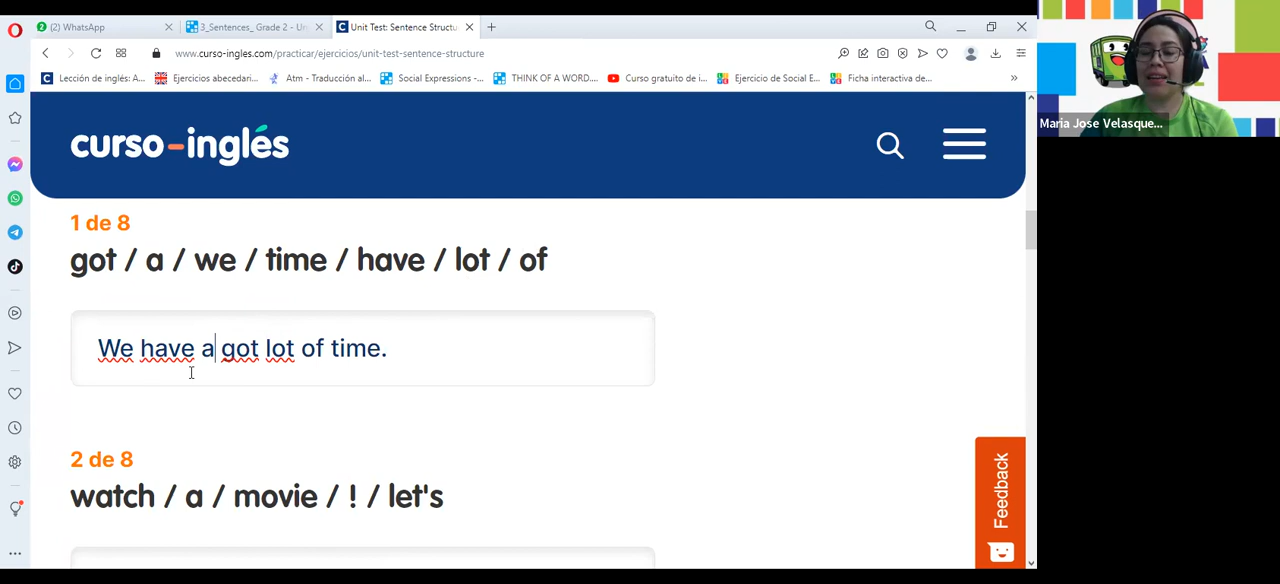 (2) WhatsApp
3_Sentences_ Grade 2 - Un
Unit Test: Sentence Structu
www.curso-ingles.com/practicar/ejercicios/unit-test-sentence-structure
Lección de inglés: A...
Ejercicios abecedari...
Atm - Traducción al...
Social Expressions -...
THINK OF A WORD....
Curso gratuito de i...
Ejercicio de Social E...
Ficha interactiva de...
Maria Jose Velasque...
curso-inglés
1 de 8
got / a / we / time / have / lot / of
We have a got lot of time.
2 de 8
watch / a / movie / ! / let's
Feedback